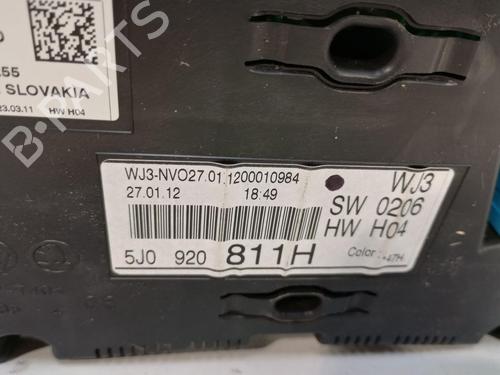 55
SLOVAKIA
23.03.11 HW H04
WJ3-NVO27.01.1200010984
27.01.12 18:49
WJ3
SW 0206
HW H04
5J0 920 811H
Color
B-PARTS